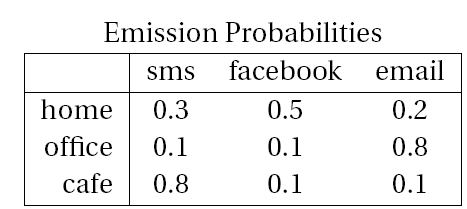 Emission Probabilities
sms facebook email
home 0.3 0.5 0.2
office 0.1 0.1 0.8
cafe 0.8 0.1 0.1